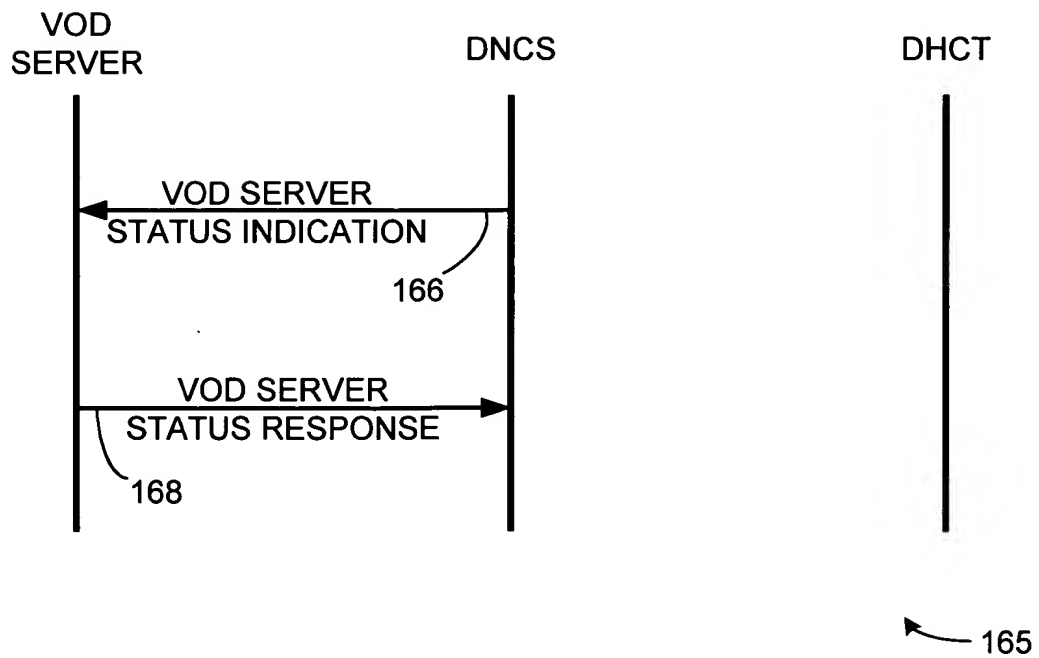 VOD
SERVER
DNCS
DHCT
VOD SERVER
STATUS INDICATION
166
VOD SERVER
STATUS RESPONSE
168
165